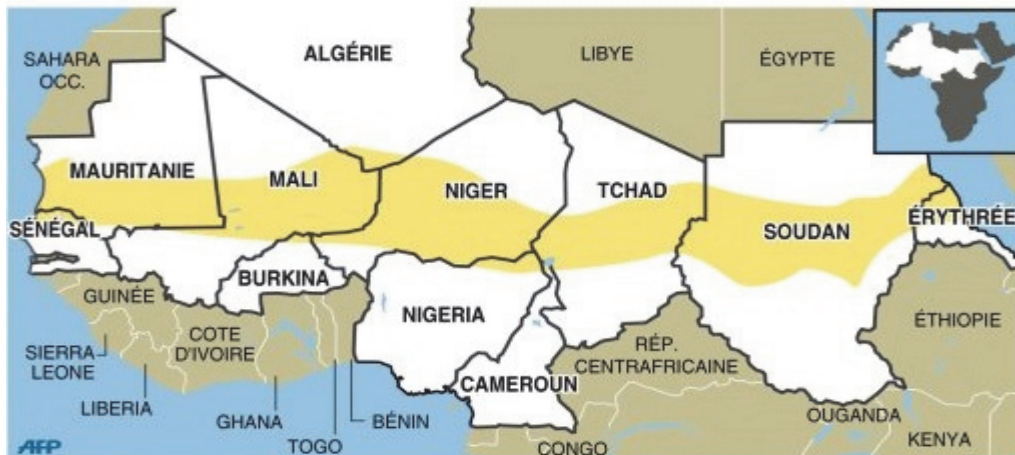 ALGÉRIE
LIBYE
ÉGYPTE
SAHARA
OCC.
MAURITANIE
MALI
NIGER
TCHAD
SOUDAN
ÉRYTHRÉE
SÉNÉGAL
BURKINA
NIGERIA
CAMEROUN
GUINÉE
SIERRA
LEONE
LIBERIA
COTE
D'IVOIRE
GHANA
TOGO
BÉNIN
RÉP.
CENTRAFRICAINE
CONGO
ÉTHIOPIE
OUGANDA
KENYA
AFP